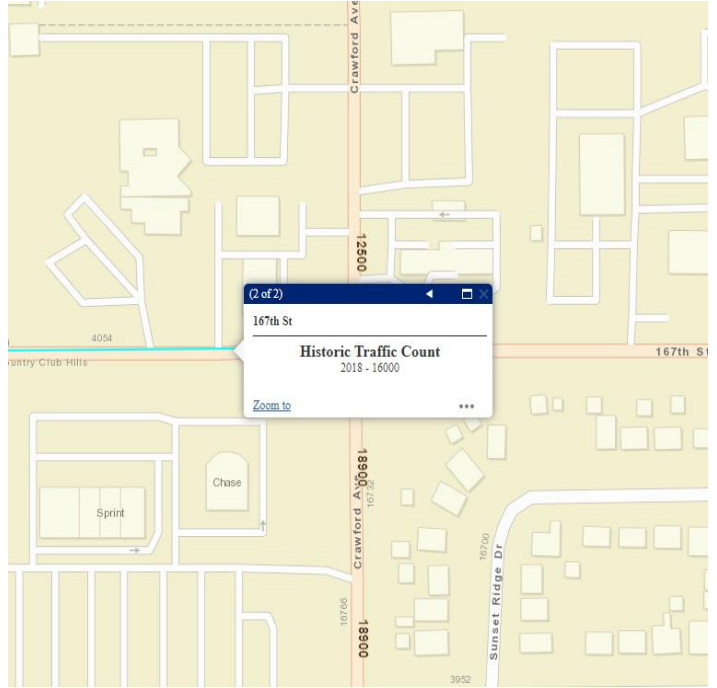 Crawford Ave
12500
(2 of 2)
167th St
Historic Traffic Count
2018 - 16000
Zoom to
4054
untry Club Hills
167th St
Chase
Sprint
18900
Crawford Ave
16732
16700
Sunset Ridge Dr
16766
18900
3952